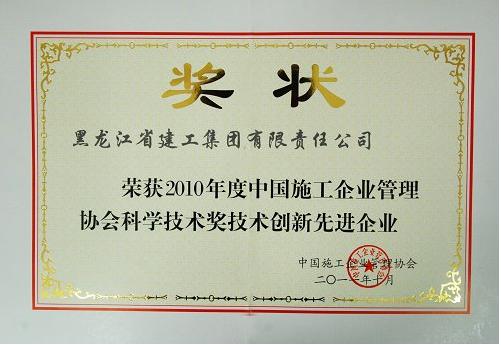 奖状
黑龙江省建工集团有限责任公司
荣获2010年度中国施工企业管理
协会科学技术奖技术创新先进企业
中国施工企业管理协会
二〇一一年十月